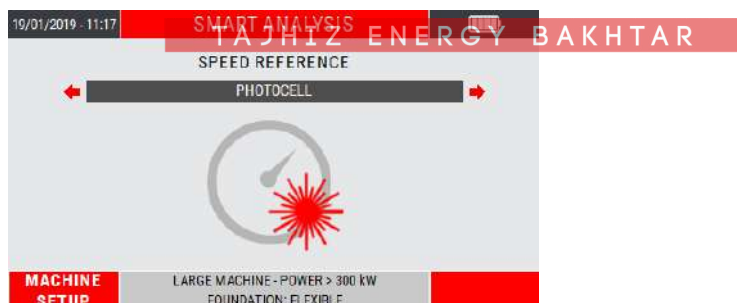 19/01/2019 - 11:17
SMART ANALYSIS
TAJHIZ ENERGY BAKHTAR
SPEED REFERENCE
PHOTOCELL
MACHINE SETUP
LARGE MACHINE - POWER > 300 kW
FOUNDATION: FLEXIBLE